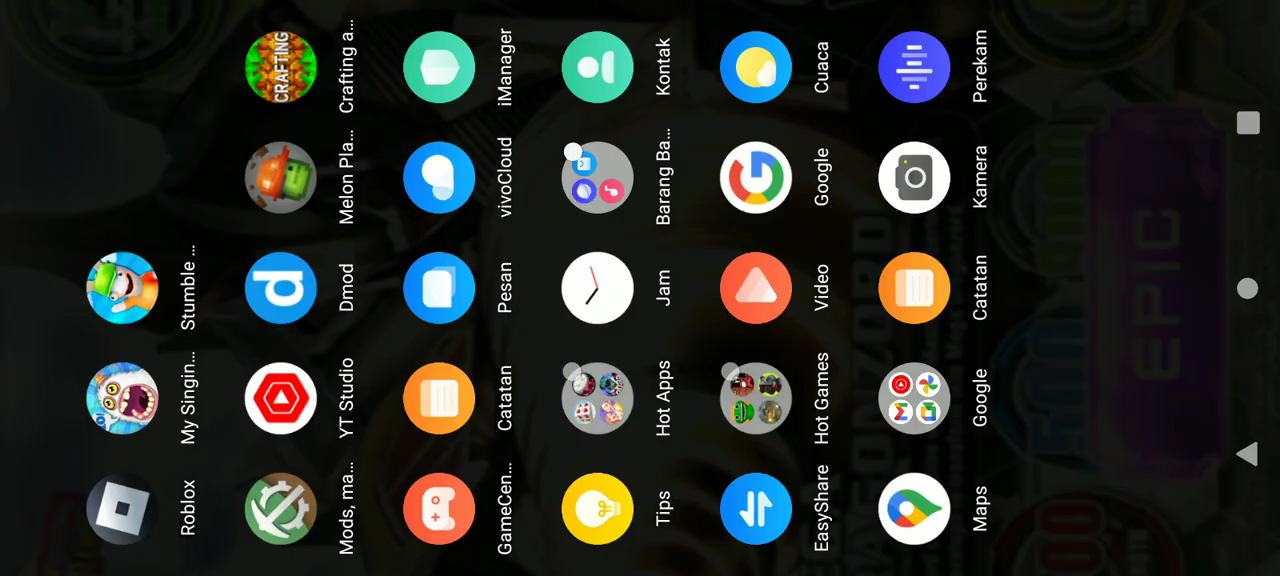 Roblox My Singin... Stumble ...
CRAFTING
Mods, ma... YT Studio Dmod Melon Pla... Crafting a...
GameCen... Catatan Pesan vivoCloud iManager
Tips Hot Apps Jam Barang Ba... Kontak
EasyShare Hot Games Video Google Cuaca
Maps Google Catatan Kamera Perekam
EPIC